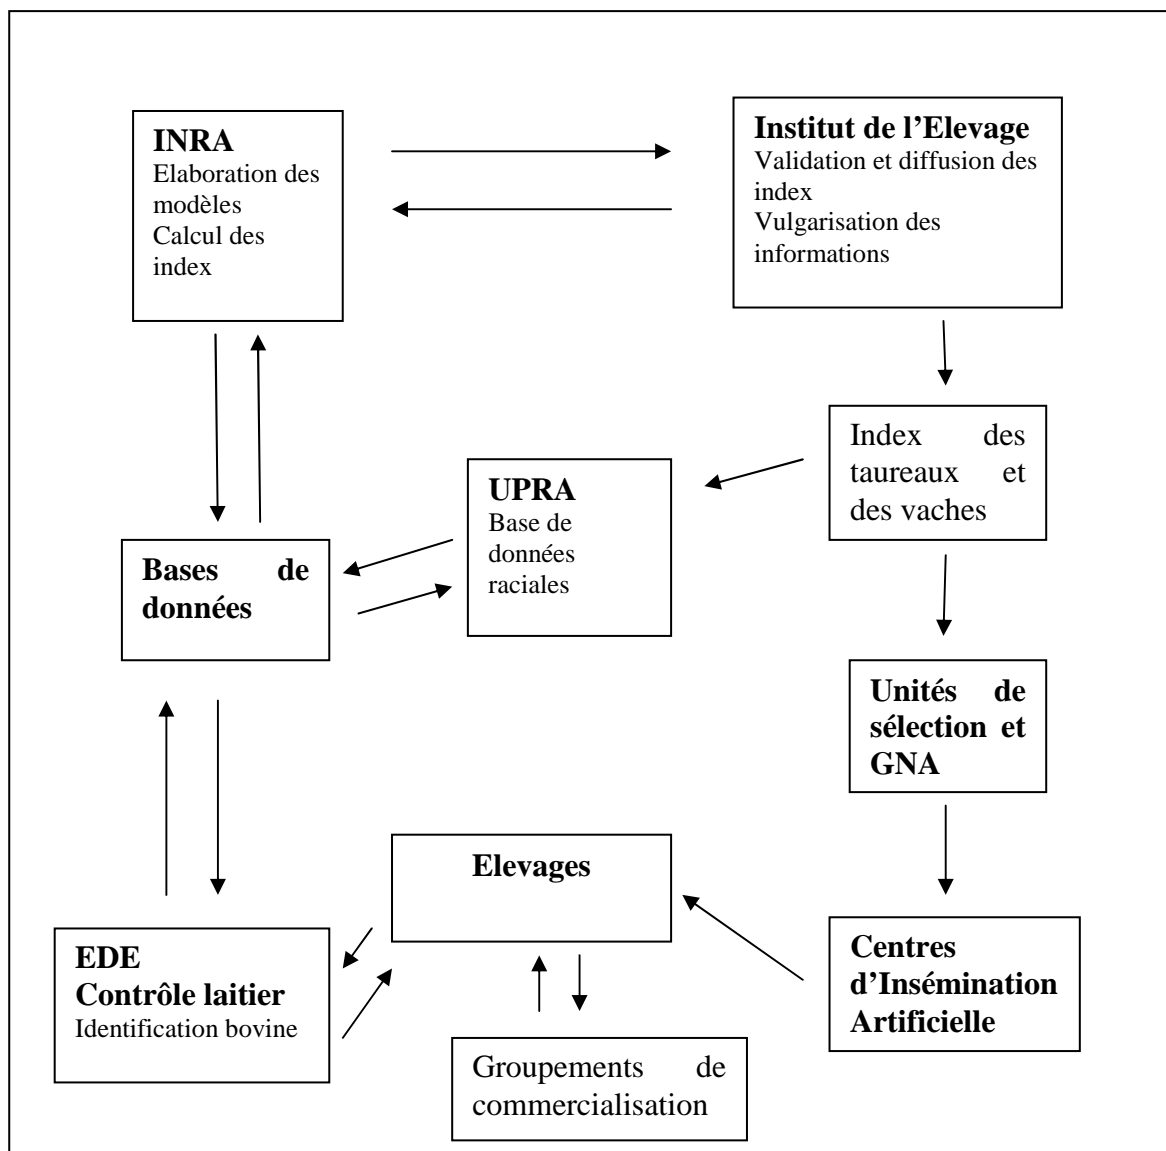 INRA
Elaboration des
modèles
Calcul des
index
Institut de l’Elevage
Validation et diffusion des
index
Vulgarisation des
informations
Index des
taureaux et
des vaches
UPRA
Base de
données
raciales
Bases de
données
Unités de
sélection et
GNA
Elevages
EDE
Contrôle laitier
Identification bovine
Centres
d’Insémination
Artificielle
Groupements de
commercialisation